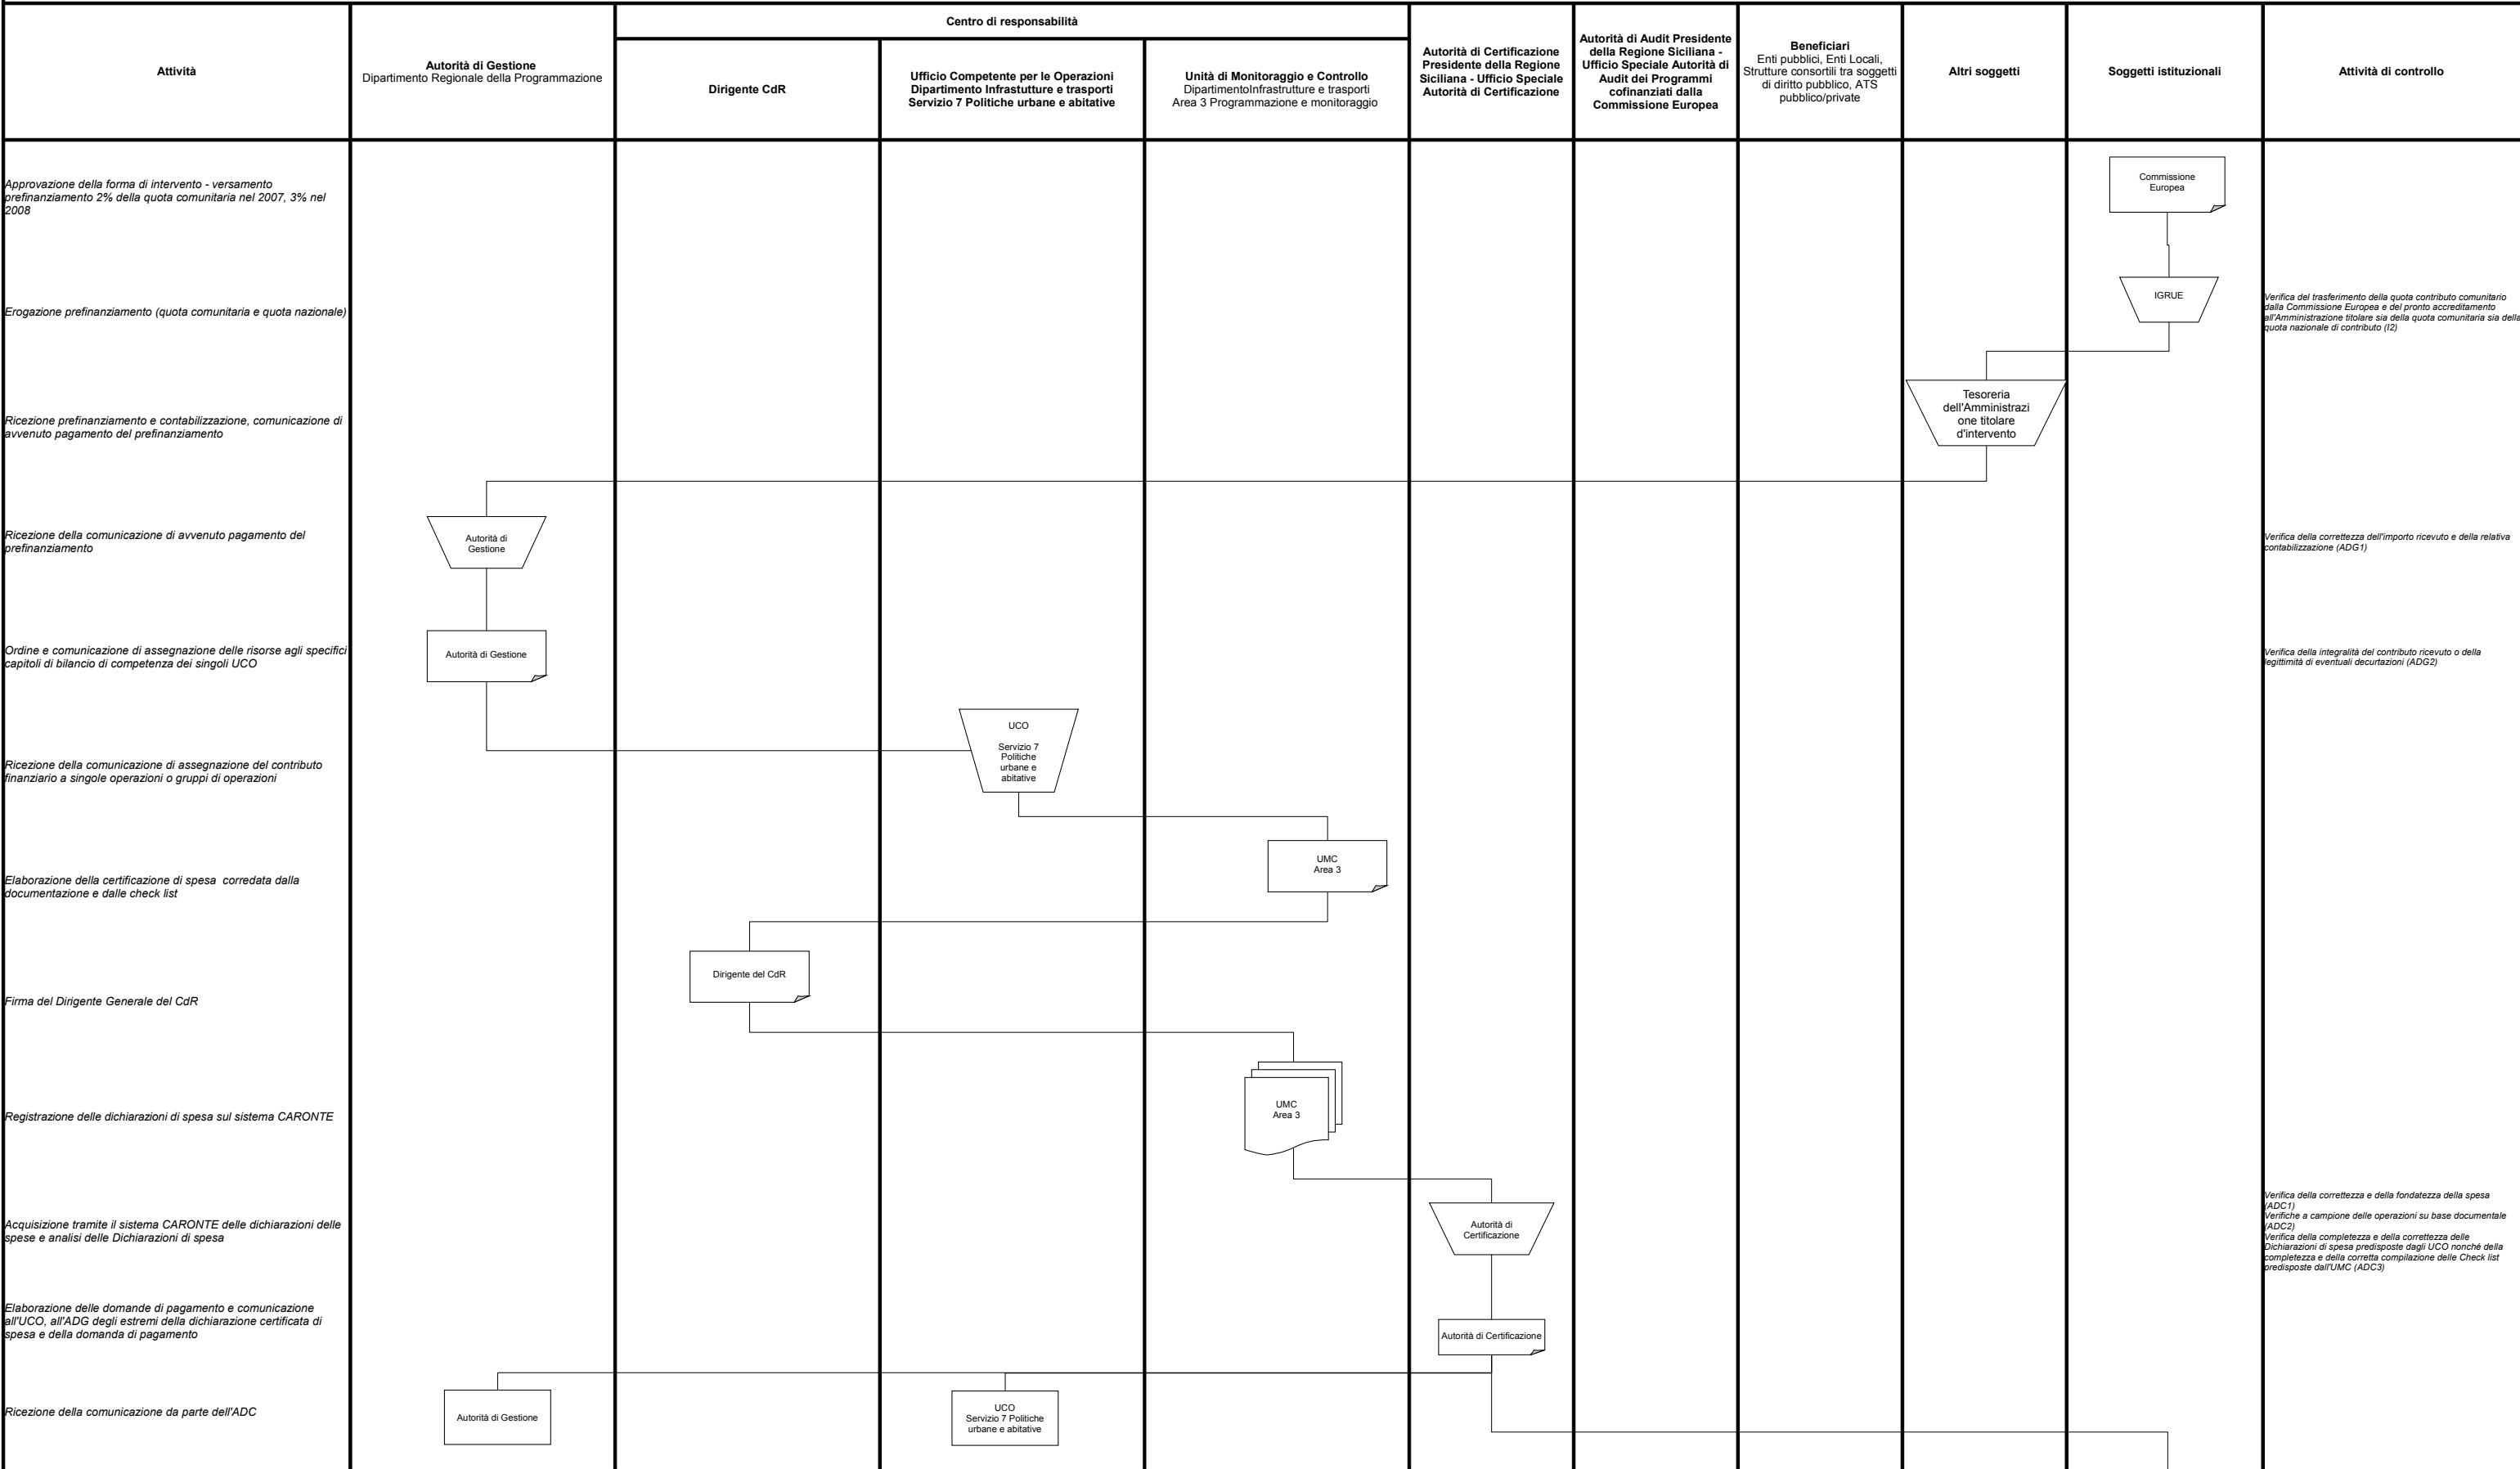 Centro di responsabilità
Attività
Autorità di Gestione
Dipartimento Regionale della Programmazione
Dirigente CdR
Ufficio Competente per le Operazioni
Dipartimento Infrastutture e trasporti
Servizio 7 Politiche urbane e abitative
Unità di Monitoraggio e Controllo
DipartimentoInfrastrutture e trasporti
Area 3 Programmazione e monitoraggio
Autorità di Certificazione
Presidente della Regione
Siciliana - Ufficio Speciale
Autorità di Certificazione
Autorità di Audit Presidente
della Regione Siciliana -
Ufficio Speciale Autorità di
Audit dei Programmi
cofinanziati dalla
Commissione Europea
Beneficiari
Enti pubblici, Enti Locali,
Strutture consortili tra soggetti
di diritto pubblico, ATS
pubblico/private
Altri soggetti
Soggetti istituzionali
Attività di controllo
Approvazione della forma di intervento - versamento
prefinanziamento 2% della quota comunitaria nel 2007, 3% nel
2008
Commissione
Europea
Erogazione prefinanziamento (quota comunitaria e quota nazionale)
IGRUE
Verifica del trasferimento della quota contributo comunitario
dalla Commissione Europea e del pronto accreditamento
all'Amministrazione titolare sia della quota comunitaria sia della
quota nazionale di contributo (I2)
Ricezione prefinanziamento e contabilizzazione, comunicazione di
avvenuto pagamento del prefinanziamento
Tesoreria
dell'Amministrazi
one titolare
d'intervento
Ricezione della comunicazione di avvenuto pagamento del
prefinanziamento
Autorità di
Gestione
Verifica della correttezza dell'importo ricevuto e della relativa
contabilizzazione (ADG1)
Ordine e comunicazione di assegnazione delle risorse agli specifici
capitoli di bilancio di competenza dei singoli UCO
Autorità di Gestione
Verifica della integralità del contributo ricevuto o della
legittimità di eventuali decurtazioni (ADG2)
Ricezione della comunicazione di assegnazione del contributo
finanziario a singole operazioni o gruppi di operazioni
UCO
Servizio 7
Politiche
urbane e
abitative
Elaborazione della certificazione di spesa  corredata dalla
documentazione e dalle check list
UMC
Area 3
Firma del Dirigente Generale del CdR
Dirigente del CdR
Registrazione delle dichiarazioni di spesa sul sistema CARONTE
UMC
Area 3
Acquisizione tramite il sistema CARONTE delle dichiarazioni delle
spese e analisi delle Dichiarazioni di spesa
Autorità di
Certificazione
Verifica della correttezza e della fondatezza della spesa
(ADC1)
Verifiche a campione delle operazioni su base documentale
(ADC2)
Verifica della completezza e della correttezza delle
Dichiarazioni di spesa predisposte dagli UCO nonchè della
completezza e della corretta compilazione delle Check list
predisposte dall'UMC (ADC3)
Elaborazione delle domande di pagamento e comunicazione
all'UCO, all'ADG degli estremi della dichiarazione certificata di
spesa e della domanda di pagamento
Autorità di Certificazione
Ricezione della comunicazione da parte dell'ADC
Autorità di Gestione
UCO
Servizio 7 Politiche
urbane e abitative